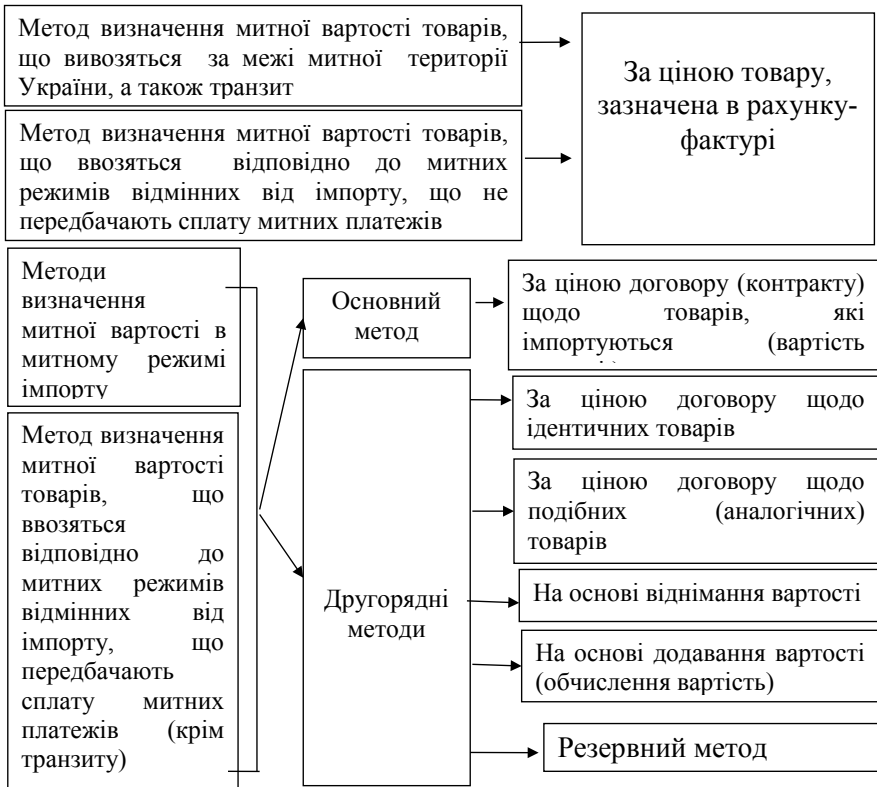 Метод визначення митної вартості товарів,
що вивозяться за межі митної території
України, а також транзит
За ціною товару,
зазначена в рахунку-
фактурі
Метод визначення митної вартості товарів,
що ввозяться відповідно до митних
режимів відмінних від імпорту, що не
передбачають сплату митних платежів
Методи
визначення
митної вартості в
митному режимі
імпорту
Основний
метод
За ціною договору (контракту)
щодо товарів, які
імпортуються (вартість
Метод визначення
митної вартості
товарів, що
ввозяться
відповідно до
митних режимів
відмінних від
імпорту, що
передбачають
сплату митних
платежів (крім
транзиту)
Другорядні
методи
За ціною договору щодо
ідентичних товарів
За ціною договору щодо
подібних (аналогічних)
товарів
На основі віднімання вартості
На основі додавання вартості
(обчислення вартість)
Резервний метод